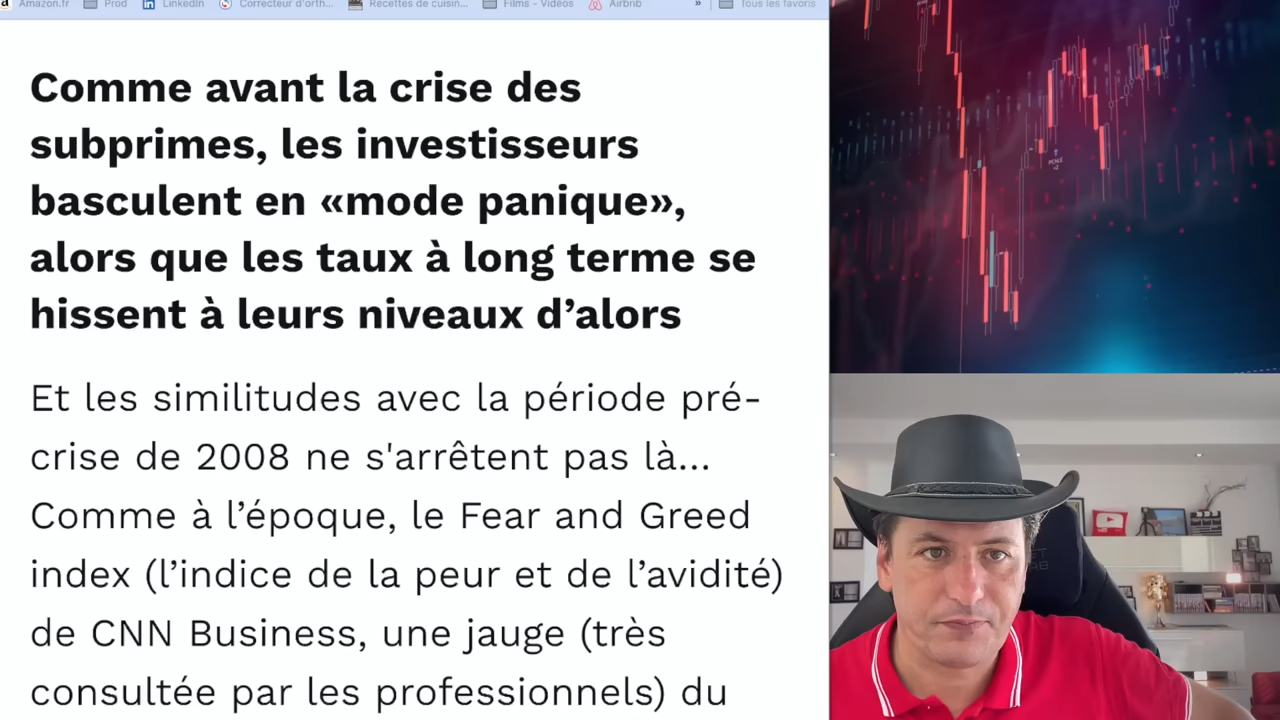 Amazon.fr Prod LinkedIn Correcteur d'orth... Recettes de cuisin... Films - Vidéos Airbnb » Tous les favoris
Comme avant la crise des
subprimes, les investisseurs
basculent en «mode panique»,
alors que les taux à long terme se
hissent à leurs niveaux d’alors
Et les similitudes avec la période pré-
crise de 2008 ne s'arrêtent pas là...
Comme à l’époque, le Fear and Greed
index (l’indice de la peur et de l’avidité)
de CNN Business, une jauge (très
consultée par les professionnels) du